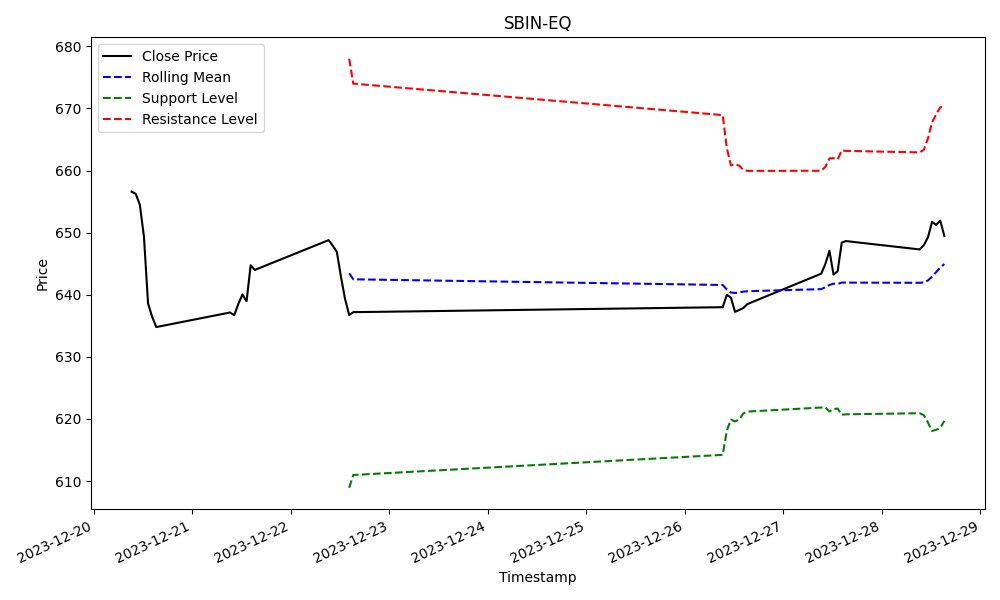 SBIN-EQ
Close Price
Rolling Mean
Support Level
Resistance Level
Price
680
670
660
650
640
630
620
610
2023-12-20
2023-12-21
2023-12-22
2023-12-23
2023-12-24
2023-12-25
2023-12-26
2023-12-27
2023-12-28
2023-12-29
Timestamp